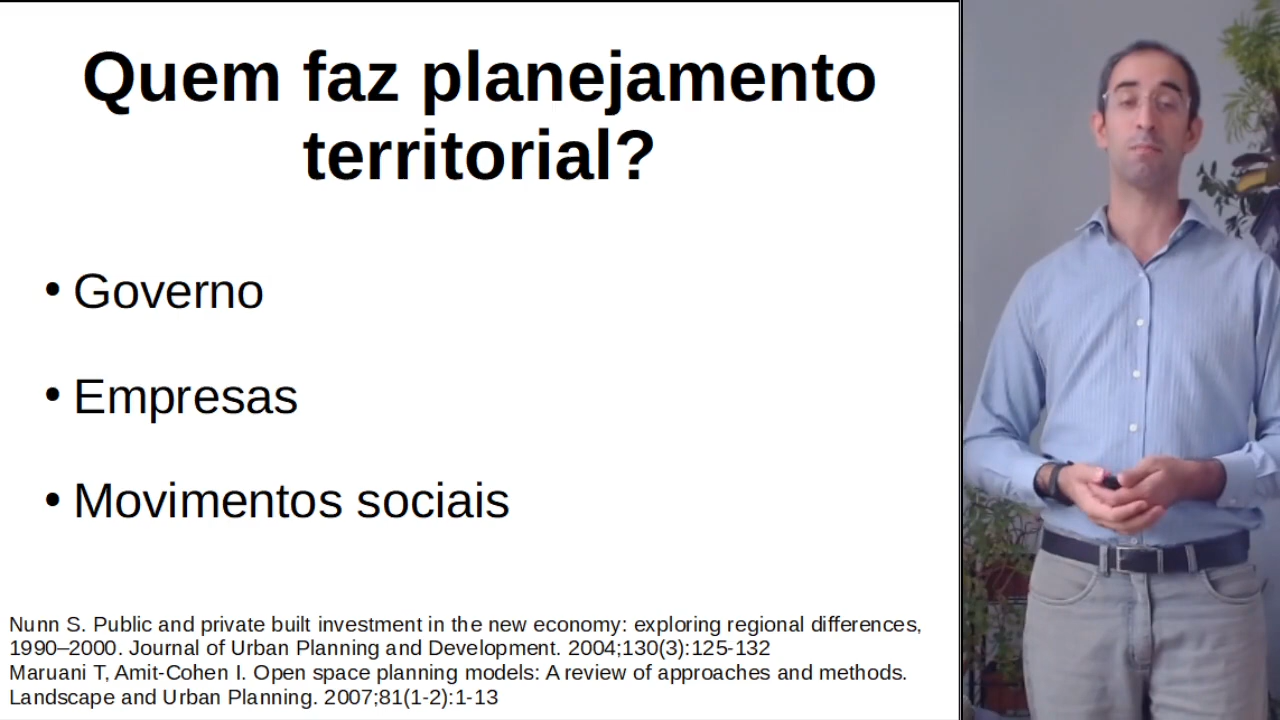 Quem faz planejamento
territorial?
• Governo
• Empresas
• Movimentos sociais
Nunn S. Public and private built investment in the new economy: exploring regional differences,
1990–2000. Journal of Urban Planning and Development. 2004;130(3):125-132
Maruani T, Amit-Cohen I. Open space planning models: A review of approaches and methods.
Landscape and Urban Planning. 2007;81(1-2):1-13